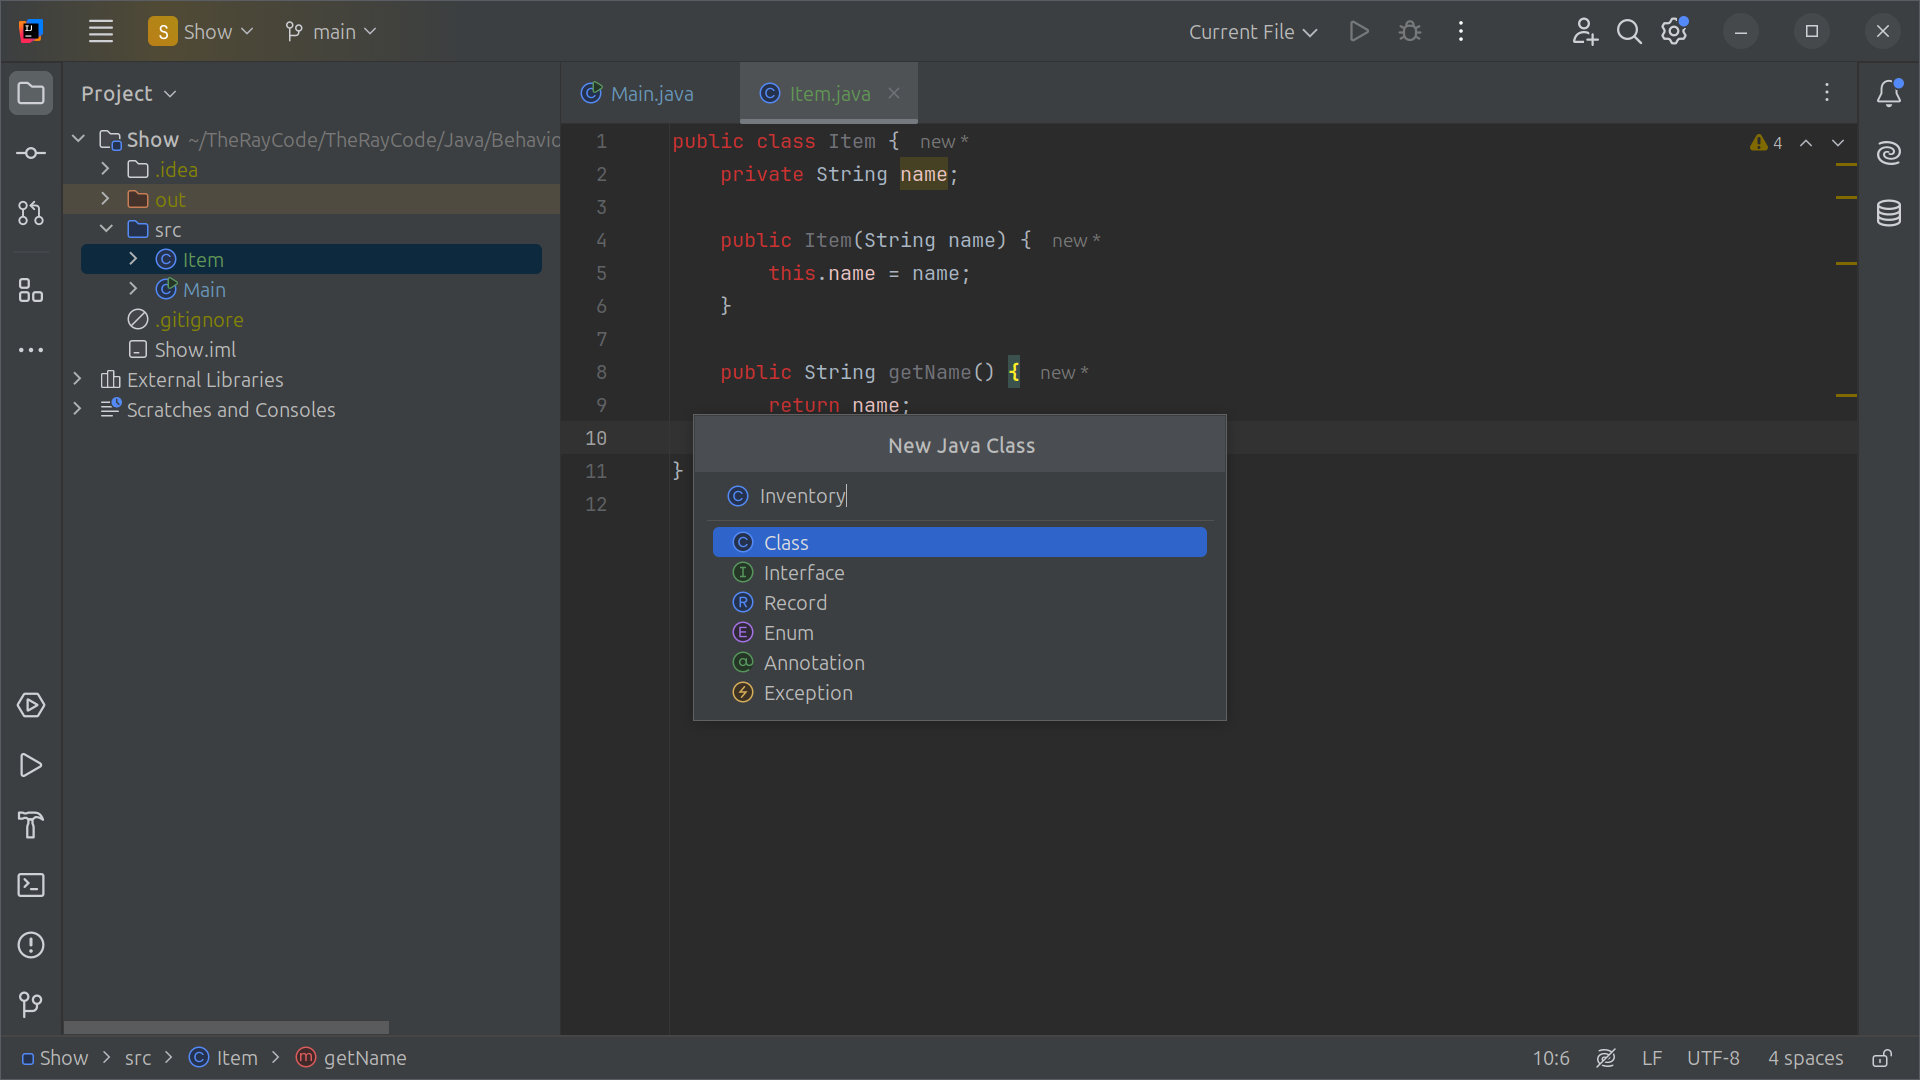 S Show
main
Current File
Project
Main.java
Item.java
Show ~/TheRayCode/TheRayCode/Java/Behavio
.idea
out
src
Item
Main
.gitignore
Show.iml
External Libraries
Scratches and Consoles
4
1 public class Item { new *
2 private String name;
3
4 public Item(String name) { new *
5 this.name = name;
6 }
7
8 public String getName() { new *
9 return name;
10
11 }
12
New Java Class
C Inventory
C Class
I Interface
R Record
E Enum
@ Annotation
Exception
Show > src > C Item > m getName
10:6 LF UTF-8 4 spaces